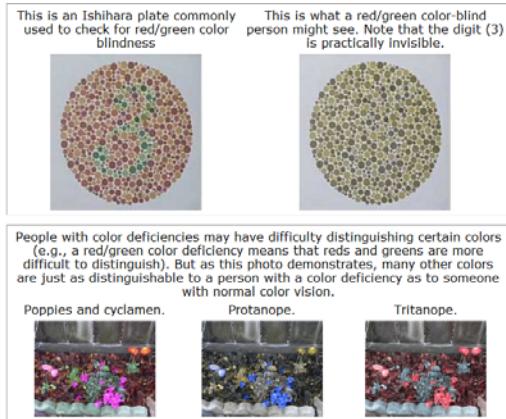 This is an Ishihara plate commonly
used to check for red/green color
blindness
This is what a red/green color-blind
person might see. Note that the digit (3)
is practically invisible.
3
People with color deficiencies may have difficulty distinguishing certain colors
(e.g., a red/green color deficiency means that reds and greens are more
difficult to distinguish). But as this photo demonstrates, many other colors
are just as distinguishable to a person with a color deficiency as to someone
with normal color vision.
Poppies and cyclamen.
Protanope.
Tritanope.